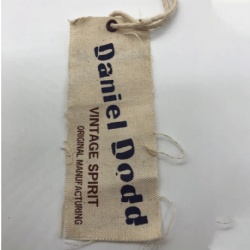 Daniel Dodd
VINTAGE SPIRIT
ORIGINAL MANUFACTURING